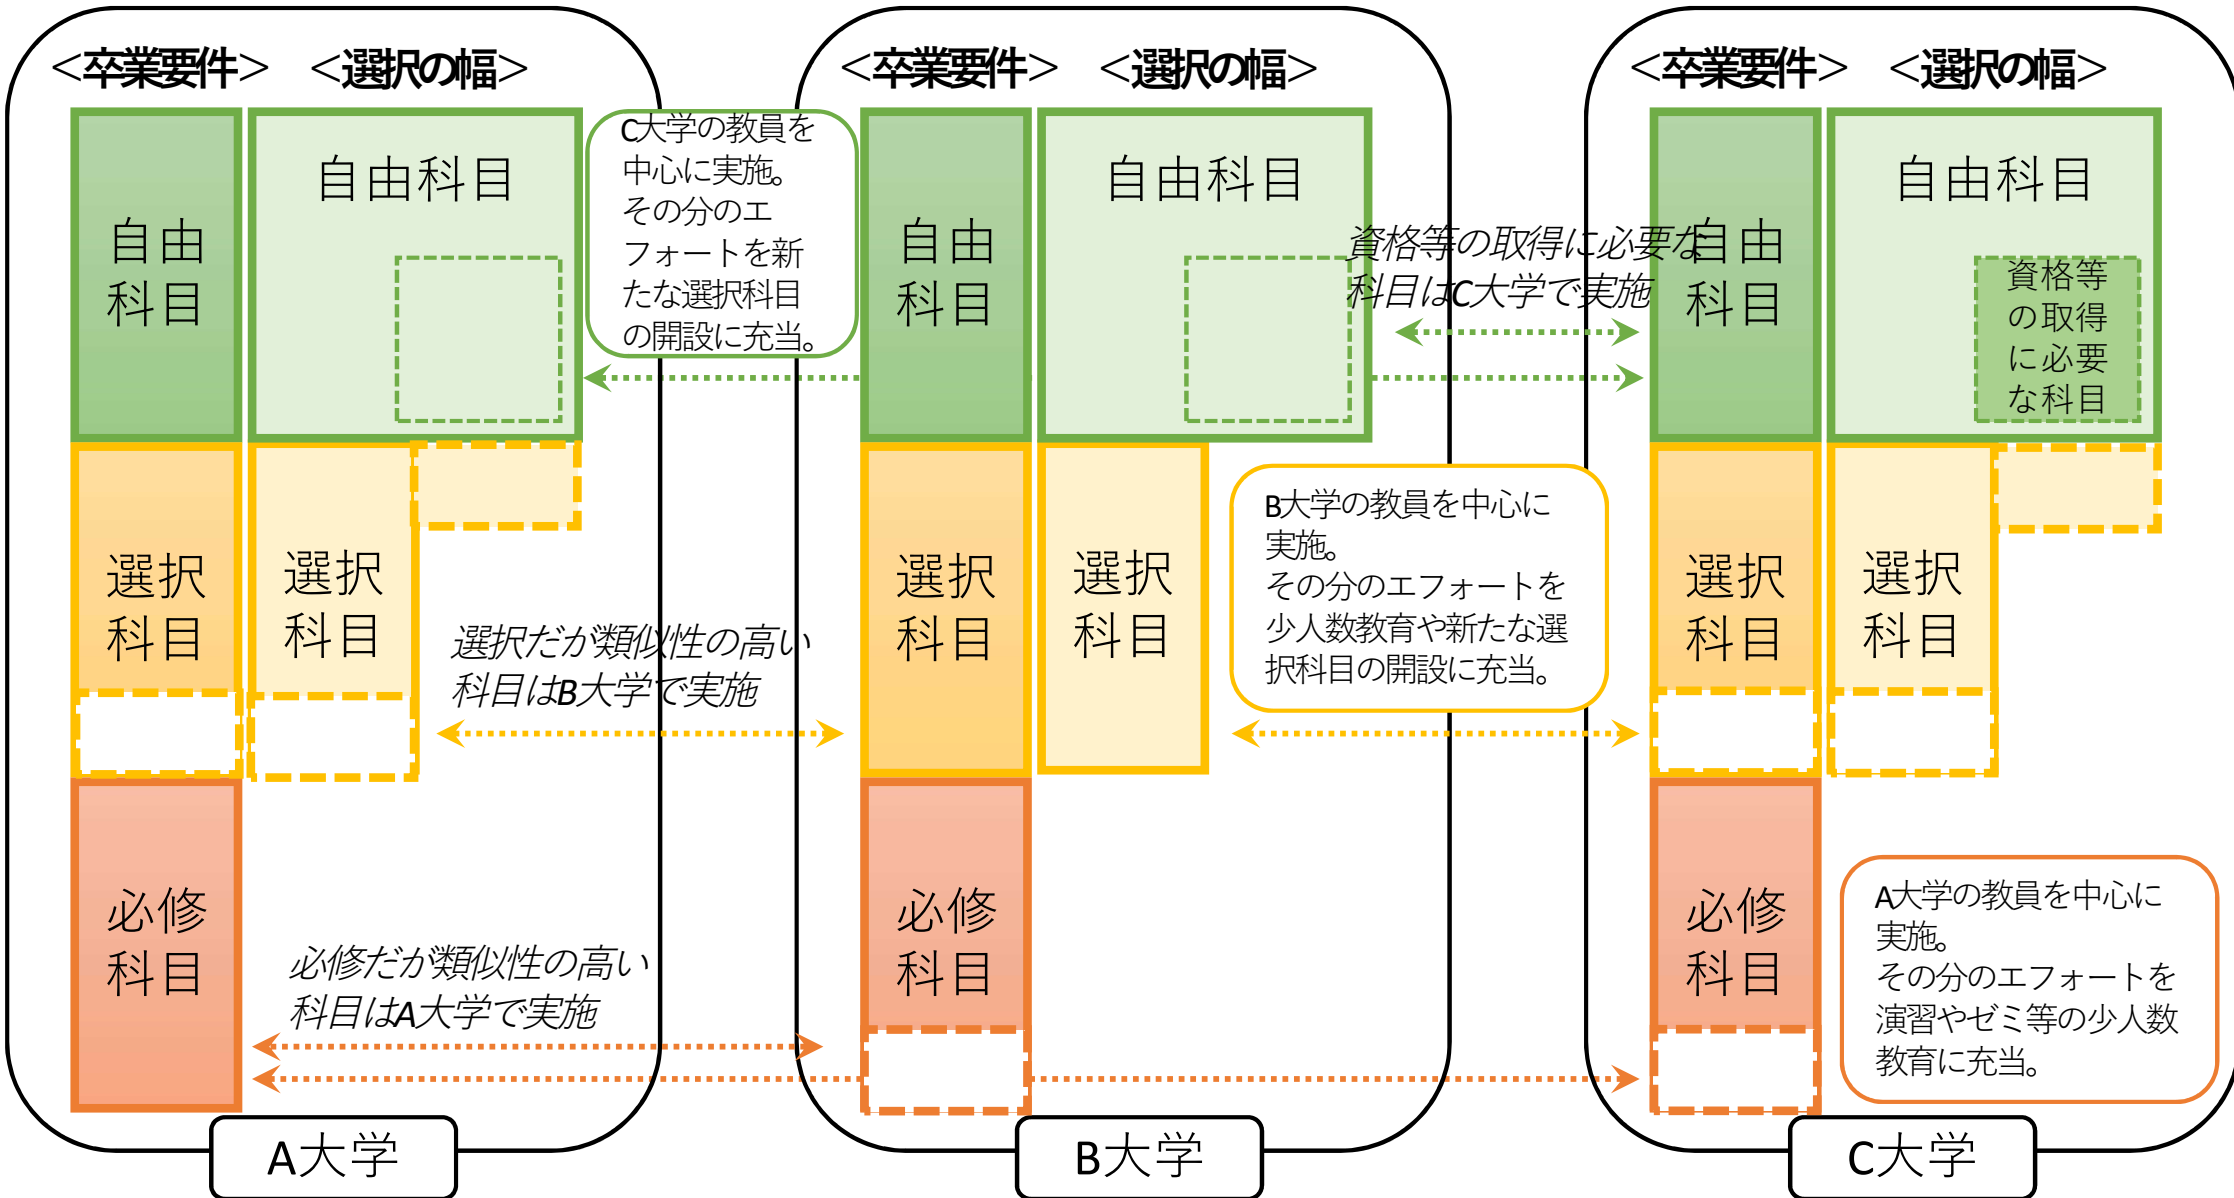 <卒業要件>
<選択の幅>
自由
科目
自由科目
選択
科目
選択
科目
必修
科目
A大学
C大学の教員を
中心に実施。
その分のエ
フォートを新
たな選択科目
の開設に充当。
選択だが類似性の高い
科目はB大学で実施
必修だが類似性の高い
科目はA大学で実施
<卒業要件>
<選択の幅>
自由
科目
自由科目
選択
科目
選択
科目
必修
科目
B大学
資格等の取得に必要な
科目はC大学で実施
B大学の教員を中心に
実施。
その分のエフォートを
少人数教育や新たな選
択科目の開設に充当。
<卒業要件>
<選択の幅>
自由
科目
自由科目
資格等
の取得
に必要
な科目
選択
科目
選択
科目
必修
科目
A大学の教員を中心に
実施。
その分のエフォートを
演習やゼミ等の少人数
教育に充当。
C大学